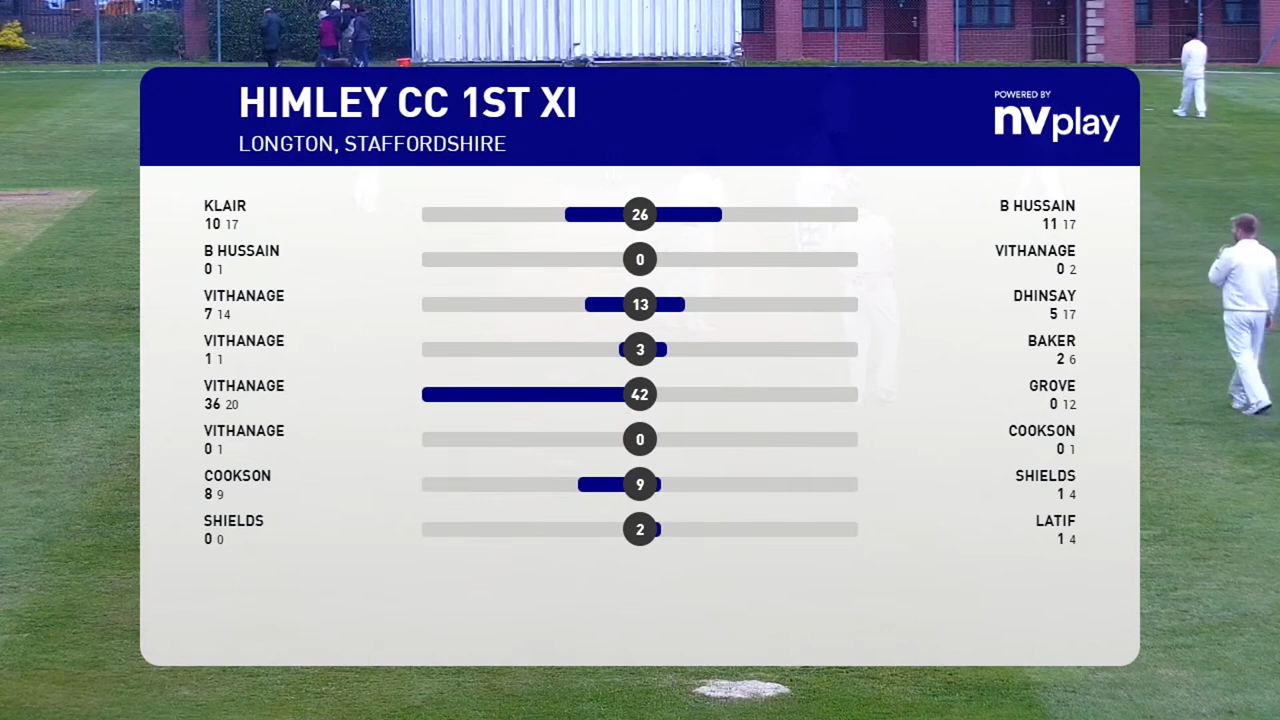 HIMLEY CC 1ST XI
LONGTON, STAFFORDSHIRE
POWERED BY
nvplay
KLAIR
10 17
26
B HUSSAIN
11 17
B HUSSAIN
0 1
0
VITHANAGE
0 2
VITHANAGE
7 14
13
DHINSAY
5 17
VITHANAGE
1 1
3
BAKER
2 6
VITHANAGE
36 20
42
GROVE
0 12
VITHANAGE
0 1
0
COOKSON
0 1
COOKSON
8 9
9
SHIELDS
1 4
SHIELDS
0 0
2
LATIF
1 4